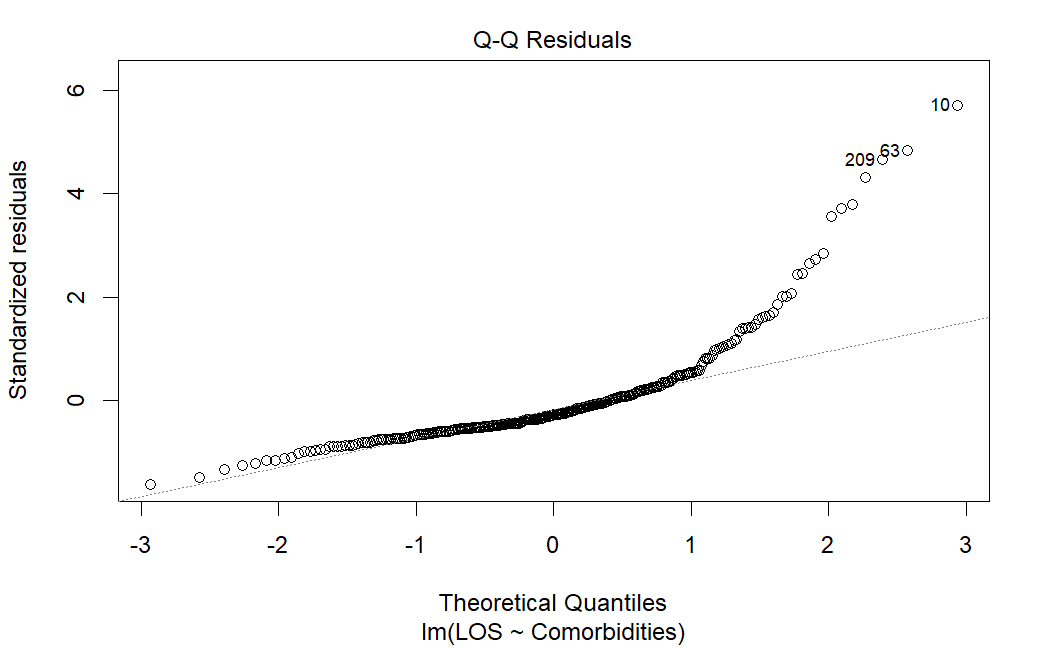 Q-Q Residuals
Standardized residuals
6
4
2
0
10
63
209
-3 -2 -1 0 1 2 3
Theoretical Quantiles
lm(LOS ~ Comorbidities)